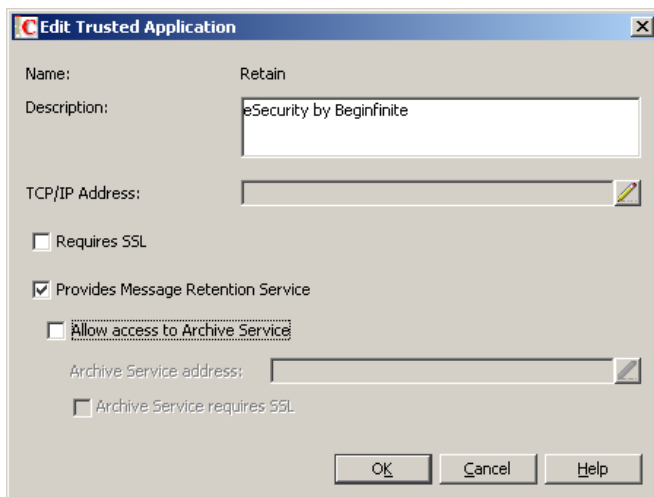 Edit Trusted Application
Name: Retain
Description: eSecurity by Beginfinite
TCP/IP Address:
Requires SSL
Provides Message Retention Service
Allow access to Archive Service
Archive Service address:
Archive Service requires SSL
OK Cancel Help